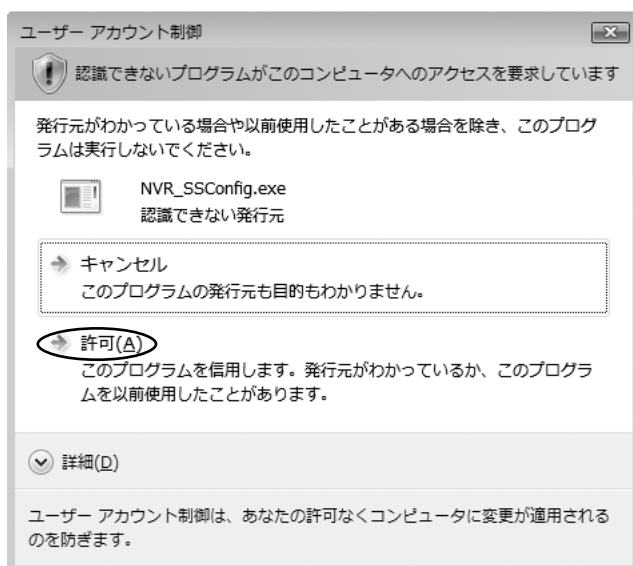 ユーザー アカウント制御
認識できないプログラムがこのコンピュータへのアクセスを要求しています
発行元がわかっている場合や以前使用したことがある場合を除き、このプログ
ラムは実行しないでください。
NVR_SSConfig.exe
認識できない発行元
キャンセル
このプログラムの発行元も目的もわかりません。
許可(A)
このプログラムを信用します。発行元がわかっているか、このプログラ
ムを以前使用したことがあります。
詳細(D)
ユーザー アカウント制御は、あなたの許可なくコンピュータに変更が適用される
のを防ぎます。